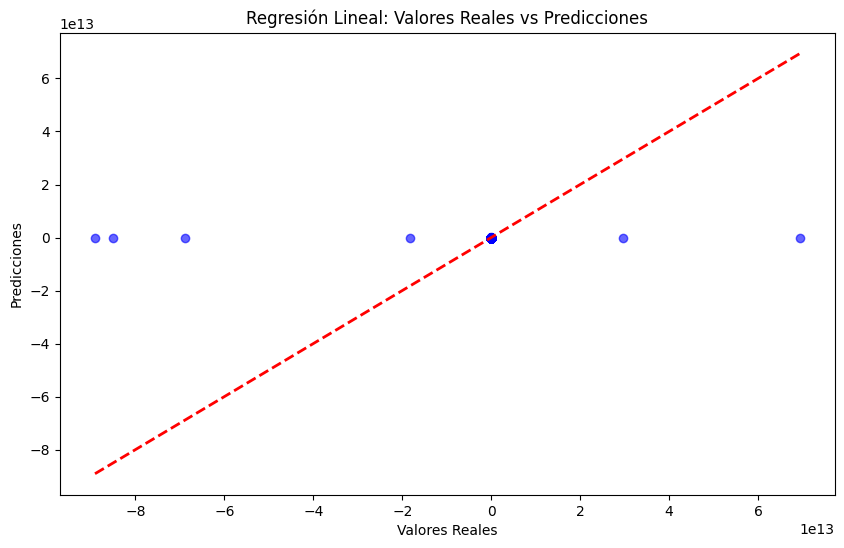 Regresión Lineal: Valores Reales vs Predicciones
1e13
6
4
2
0
−2
−4
−6
−8
Predicciones
−8 −6 −4 −2 0 2 4 6
1e13
Valores Reales